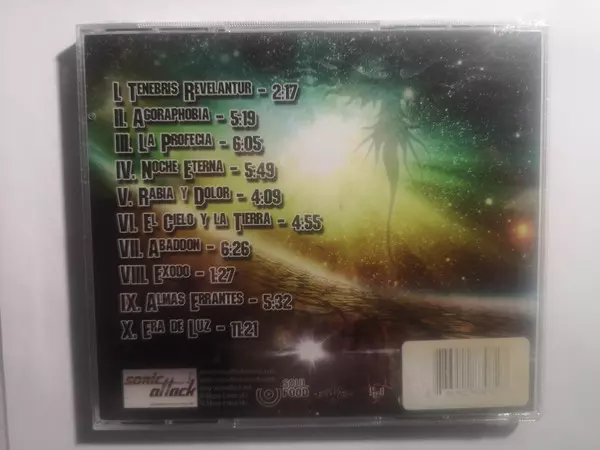 I. Tenebris Revelantur - 2:17
II. Agoraphobia - 5:19
III. La Profecia - 6:05
IV. Noche Eterna - 5:49
V. Rabia y Dolor - 4:09
VI. El Cielo y la Tierra - 4:55
VII. Abaddon - 6:26
VIII. Exodo - 1:27
IX. Almas Errantes - 5:32
X. Era de Luz - 11:21
sonic attack
SOUL FOOD